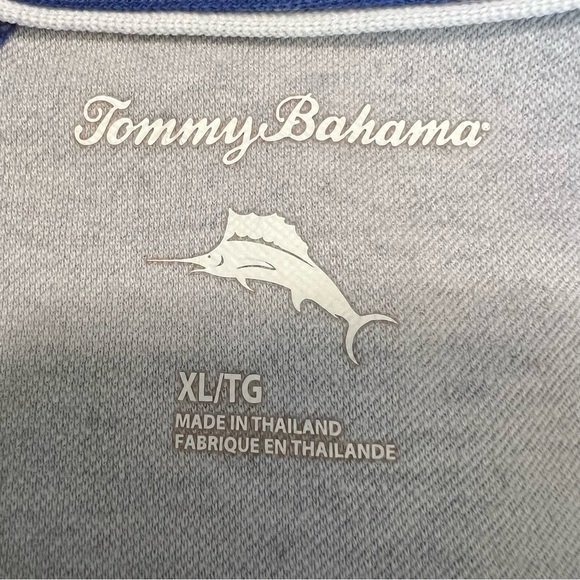 Tommy Bahama
XL/TG
MADE IN THAILAND
FABRIQUE EN THAILANDE